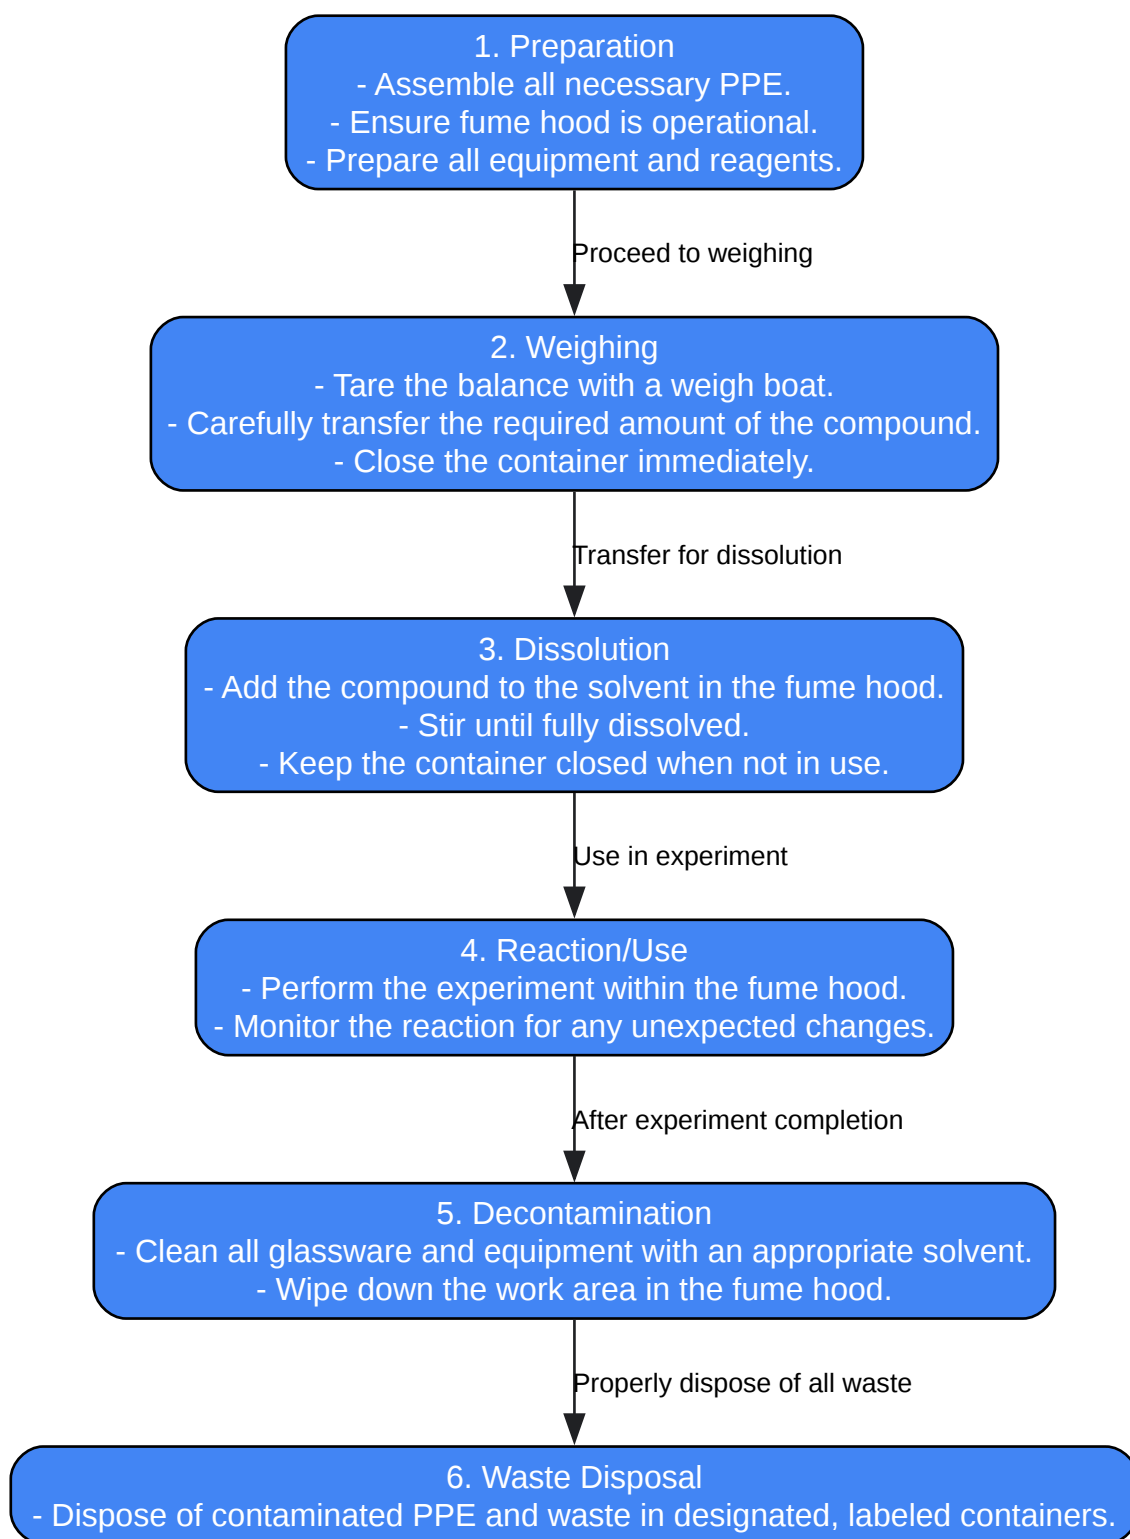 1. Preparation
- Assemble all necessary PPE.
- Ensure fume hood is operational.
- Prepare all equipment and reagents.
Proceed to weighing
2. Weighing
- Tare the balance with a weigh boat.
- Carefully transfer the required amount of the compound.
- Close the container immediately.
Transfer for dissolution
3. Dissolution
- Add the compound to the solvent in the fume hood.
- Stir until fully dissolved.
- Keep the container closed when not in use.
Use in experiment
4. Reaction/Use
- Perform the experiment within the fume hood.
- Monitor the reaction for any unexpected changes.
After experiment completion
5. Decontamination
- Clean all glassware and equipment with an appropriate solvent.
- Wipe down the work area in the fume hood.
Properly dispose of all waste
6. Waste Disposal
- Dispose of contaminated PPE and waste in designated, labeled containers.